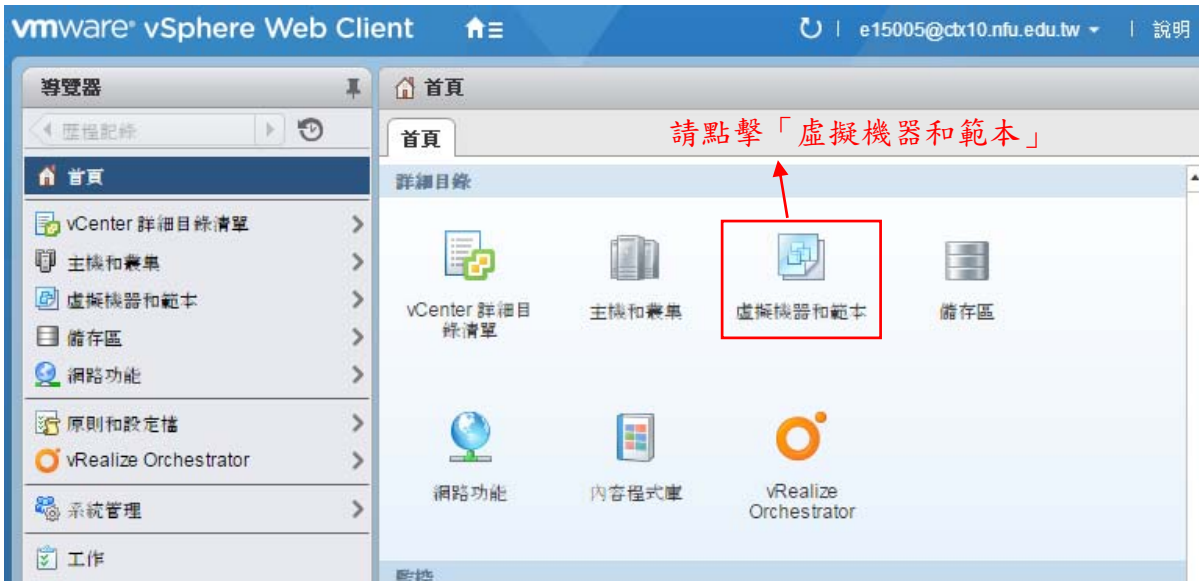 vmware® vSphere Web Client
e15005@ctx10.nfu.edu.tw
說明
導覽器
歷程記錄
首頁
vCenter 詳細目錄清單
主機和叢集
虛擬機器和範本
儲存區
網路功能
原則和設定檔
vRealize Orchestrator
系統管理
工作
首頁
首頁
請點擊「虛擬機器和範本」
詳細目錄
vCenter 詳細目
錄清單
主機和叢集
虛擬機器和範本
儲存區
網路功能
內容程式庫
vRealize
Orchestrator
監控